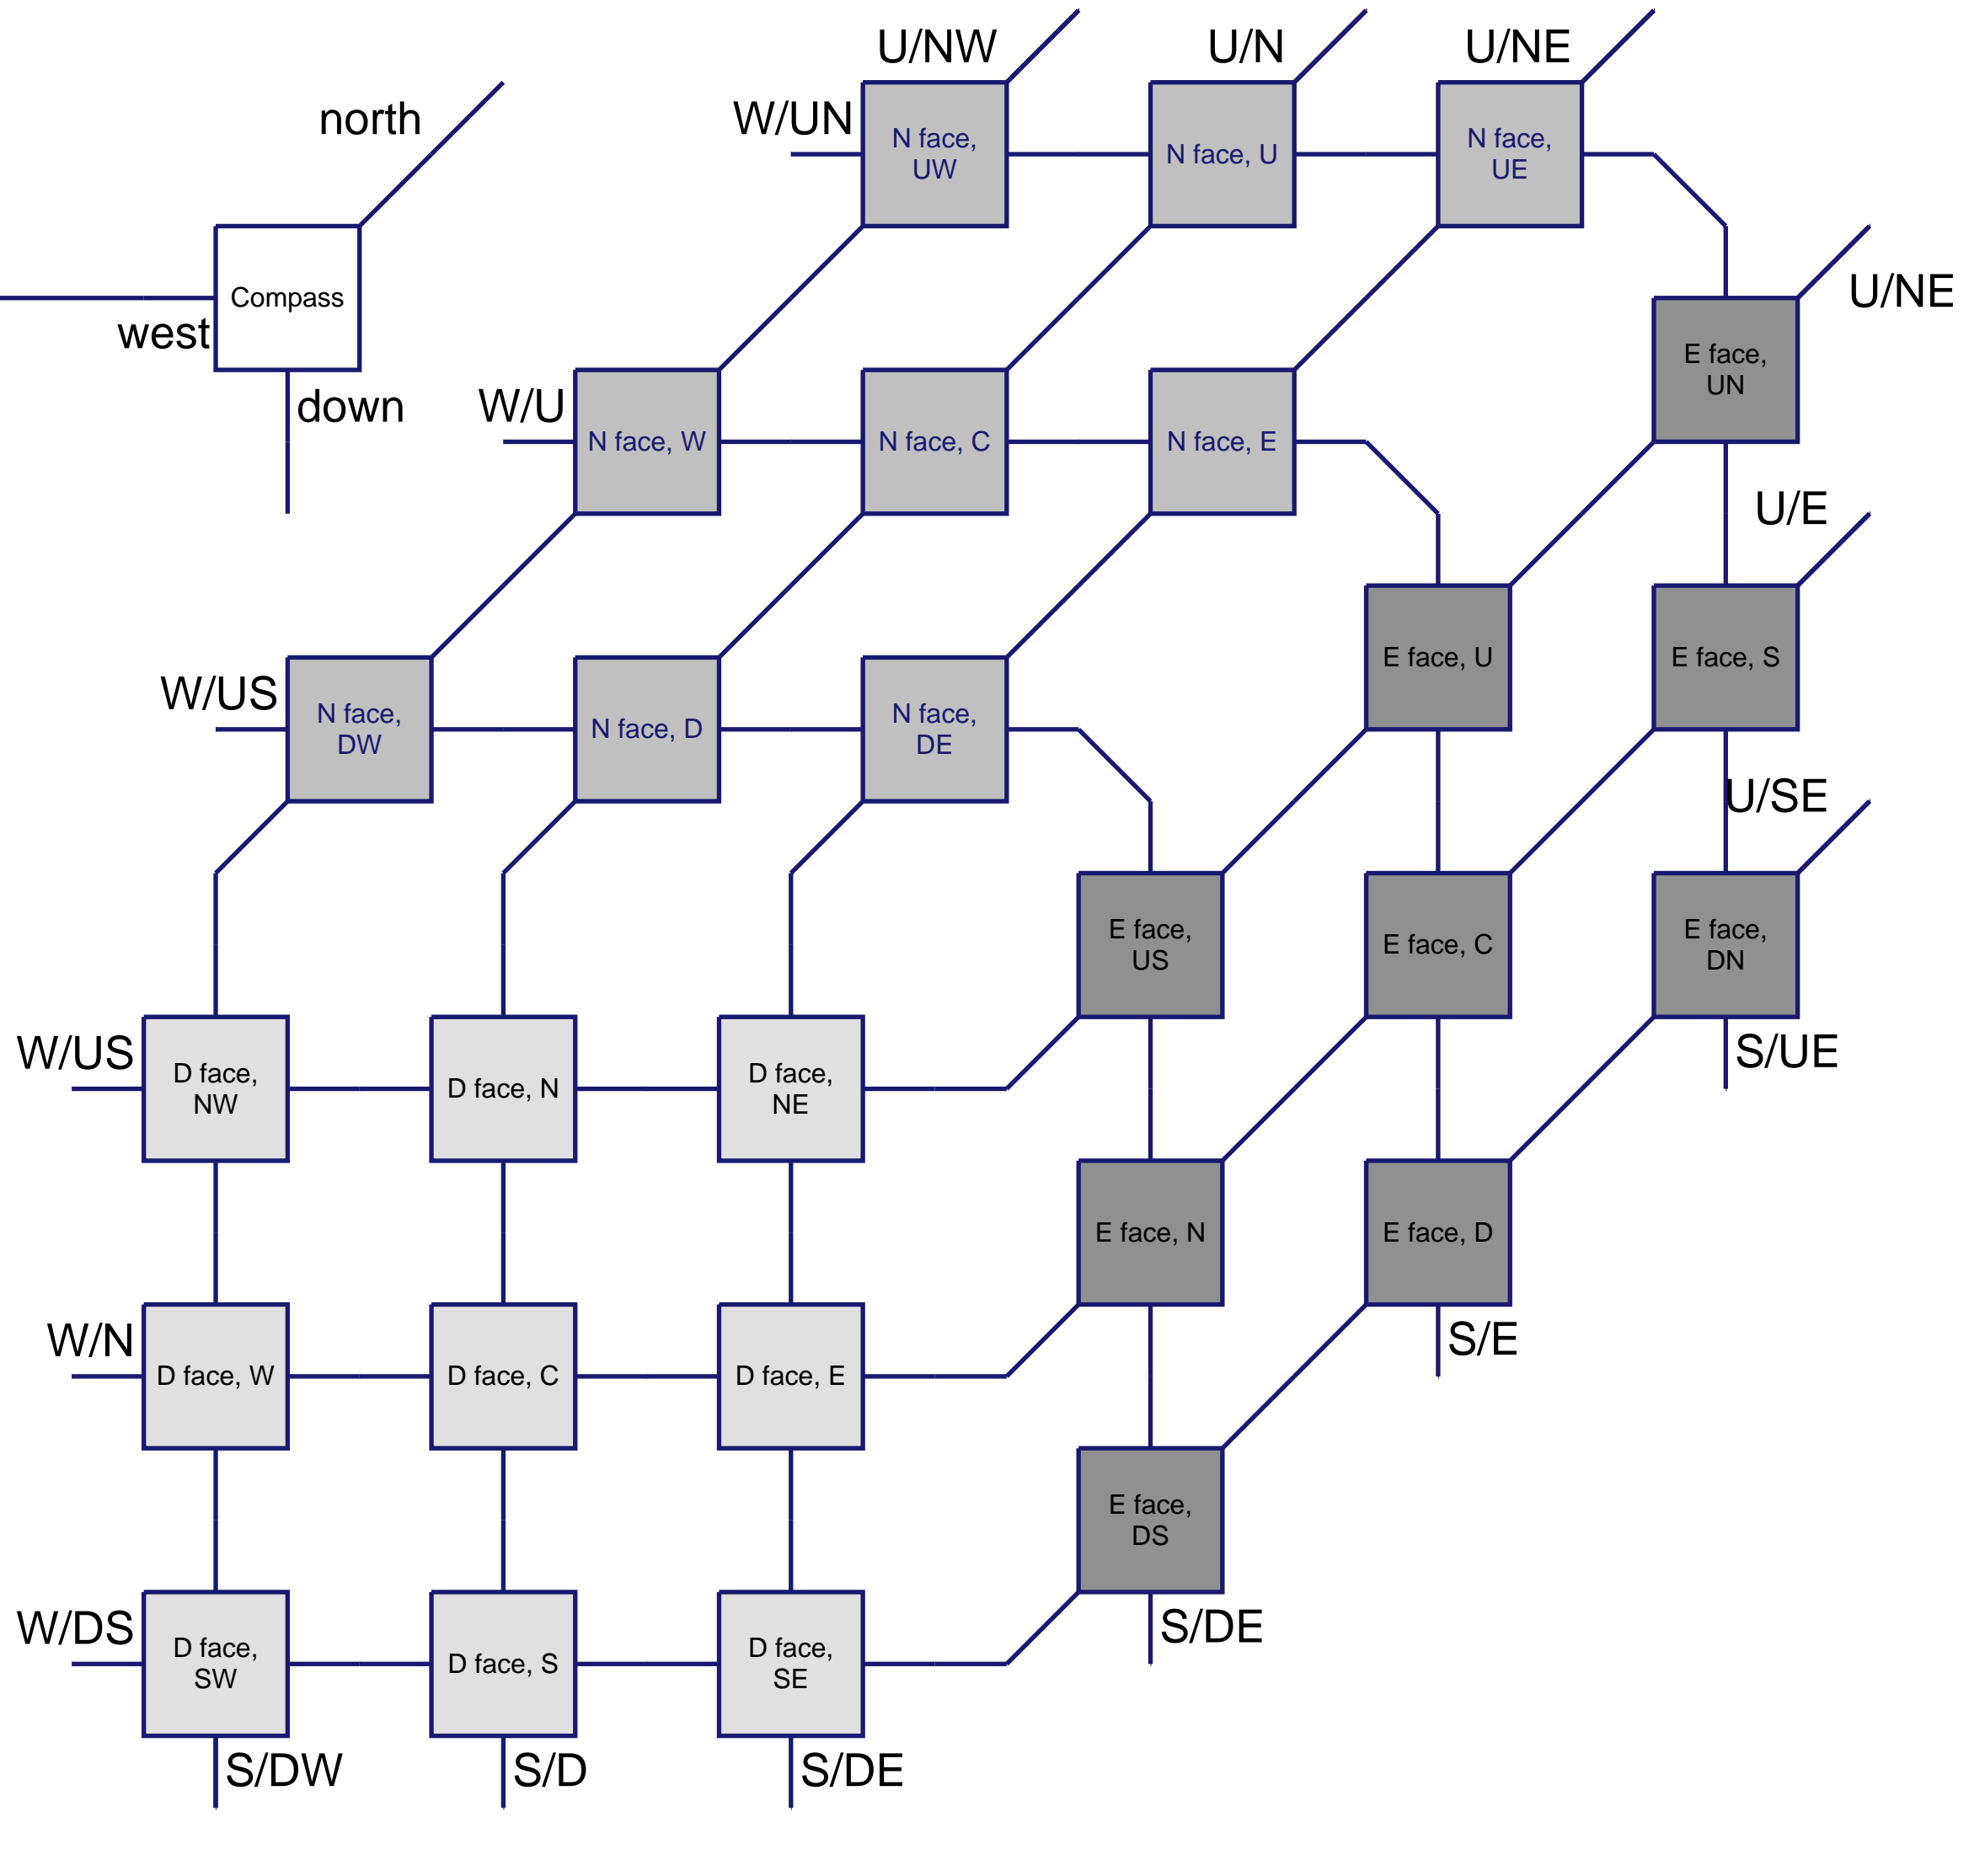 U/NW
U/N
U/NE
north
W/UN
N face,
UW
N face, U
N face,
UE
Compass
west
down
U/NE
E face,
UN
W/U
N face, W
N face, C
N face, E
U/E
E face, U
E face, S
W/US
N face,
DW
N face, D
N face,
DE
U/SE
E face,
US
E face, C
E face,
DN
W/US
D face,
NW
D face, N
D face,
NE
S/UE
E face, N
E face, D
W/N
D face, W
D face, C
D face, E
S/E
E face,
DS
W/DS
D face,
SW
D face, S
D face,
SE
S/DE
S/DW
S/D
S/DE